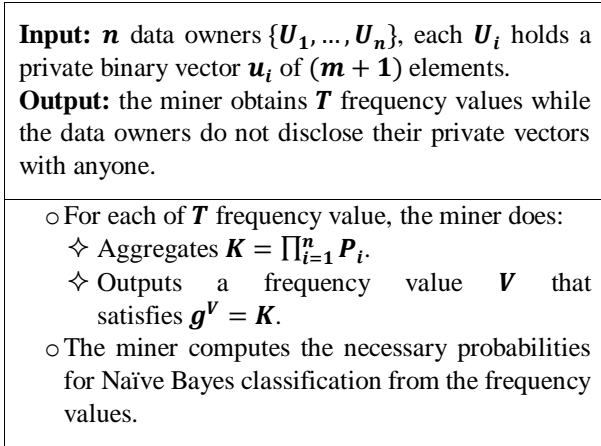 Input: n data owners {U₁, … , Uₙ}, each Uᵢ holds a
private binary vector uᵢ of (m + 1) elements.
Output: the miner obtains T frequency values while
the data owners do not disclose their private vectors
with anyone.
○ For each of T frequency value, the miner does:
✧ Aggregates K = ∏ⁿᵢ₌₁ Pᵢ.
✧ Outputs a frequency value V that
satisfies gⱽ = K.
○ The miner computes the necessary probabilities
for Naïve Bayes classification from the frequency
values.